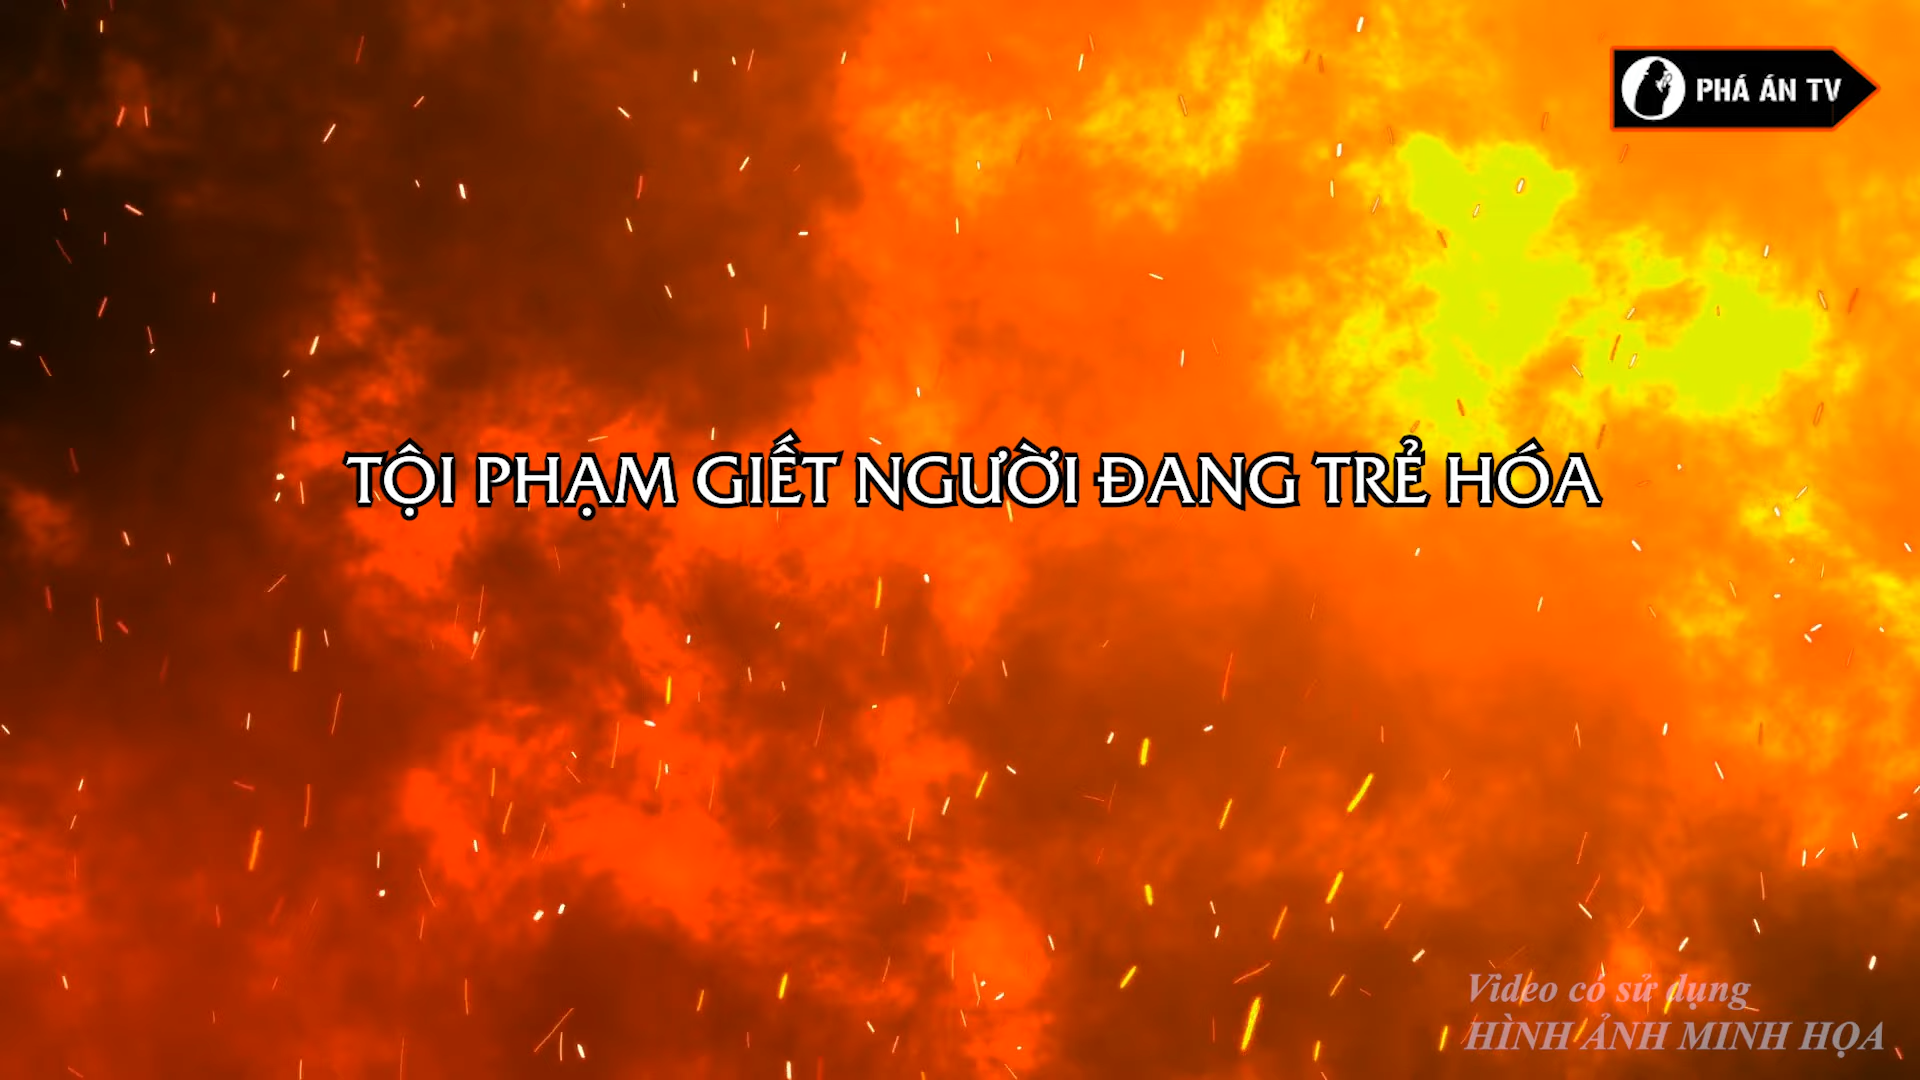 PHÁ ÁN TV
TỘI PHẠM GIẾT NGƯỜI ĐANG TRẺ HÓA
Video có sử dụng
HÌNH ẢNH MINH HỌA